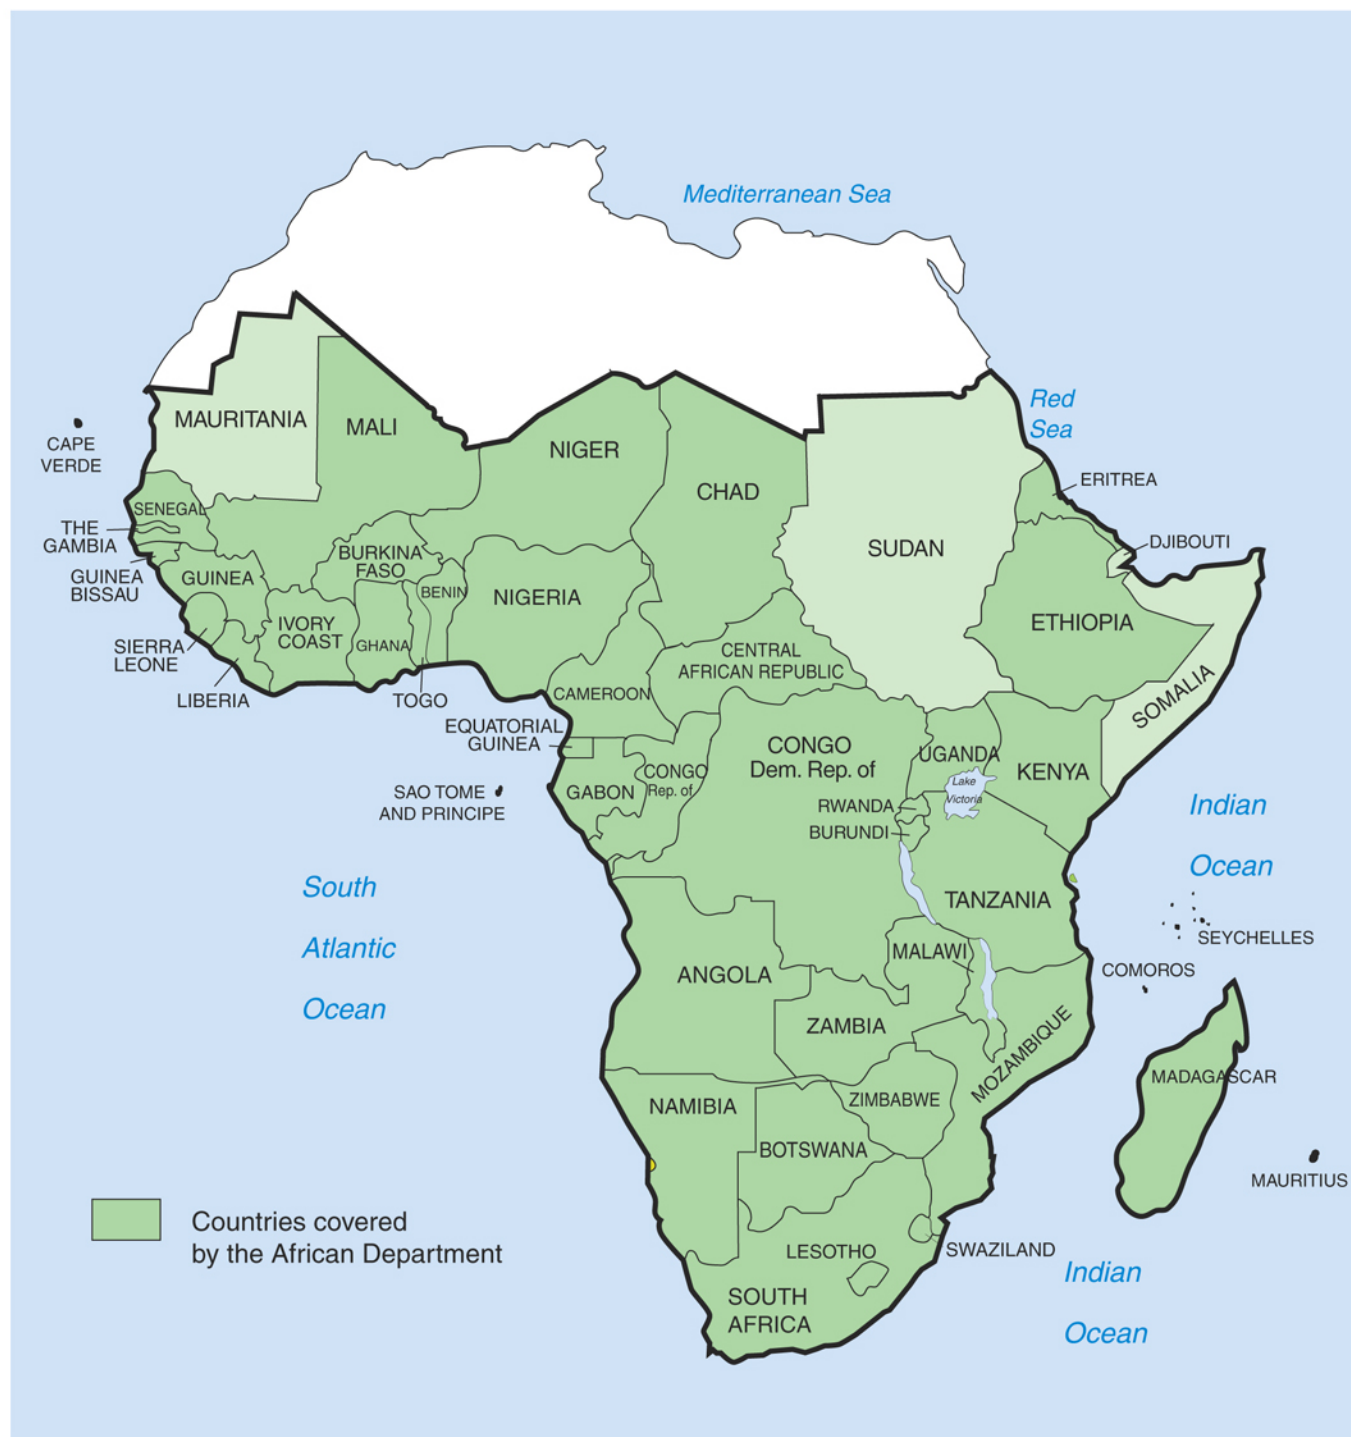 Mediterranean Sea
Red
Sea
MAURITANIA
MALI
NIGER
CHAD
SUDAN
ERITREA
CAPE
VERDE
SENEGAL
THE
GAMBIA
GUINEA
BISSAU
GUINEA
BURKINA
FASO
BENIN
NIGERIA
DJIBOUTI
ETHIOPIA
SIERRA
LEONE
IVORY
COAST
GHANA
LIBERIA
TOGO
CENTRAL
AFRICAN REPUBLIC
CAMEROON
SOMALIA
EQUATORIAL
GUINEA
CONGO
Dem. Rep. of
UGANDA
KENYA
SAO TOME
AND PRINCIPE
GABON
CONGO
Rep. of
Lake
Victoria
RWANDA
BURUNDI
Indian
Ocean
South
Atlantic
Ocean
TANZANIA
SEYCHELLES
MALAWI
COMOROS
ANGOLA
ZAMBIA
MOZAMBIQUE
MADAGASCAR
NAMIBIA
ZIMBABWE
BOTSWANA
MAURITIUS
Countries covered
by the African Department
LESOTHO
SWAZILAND
SOUTH
AFRICA
Indian
Ocean